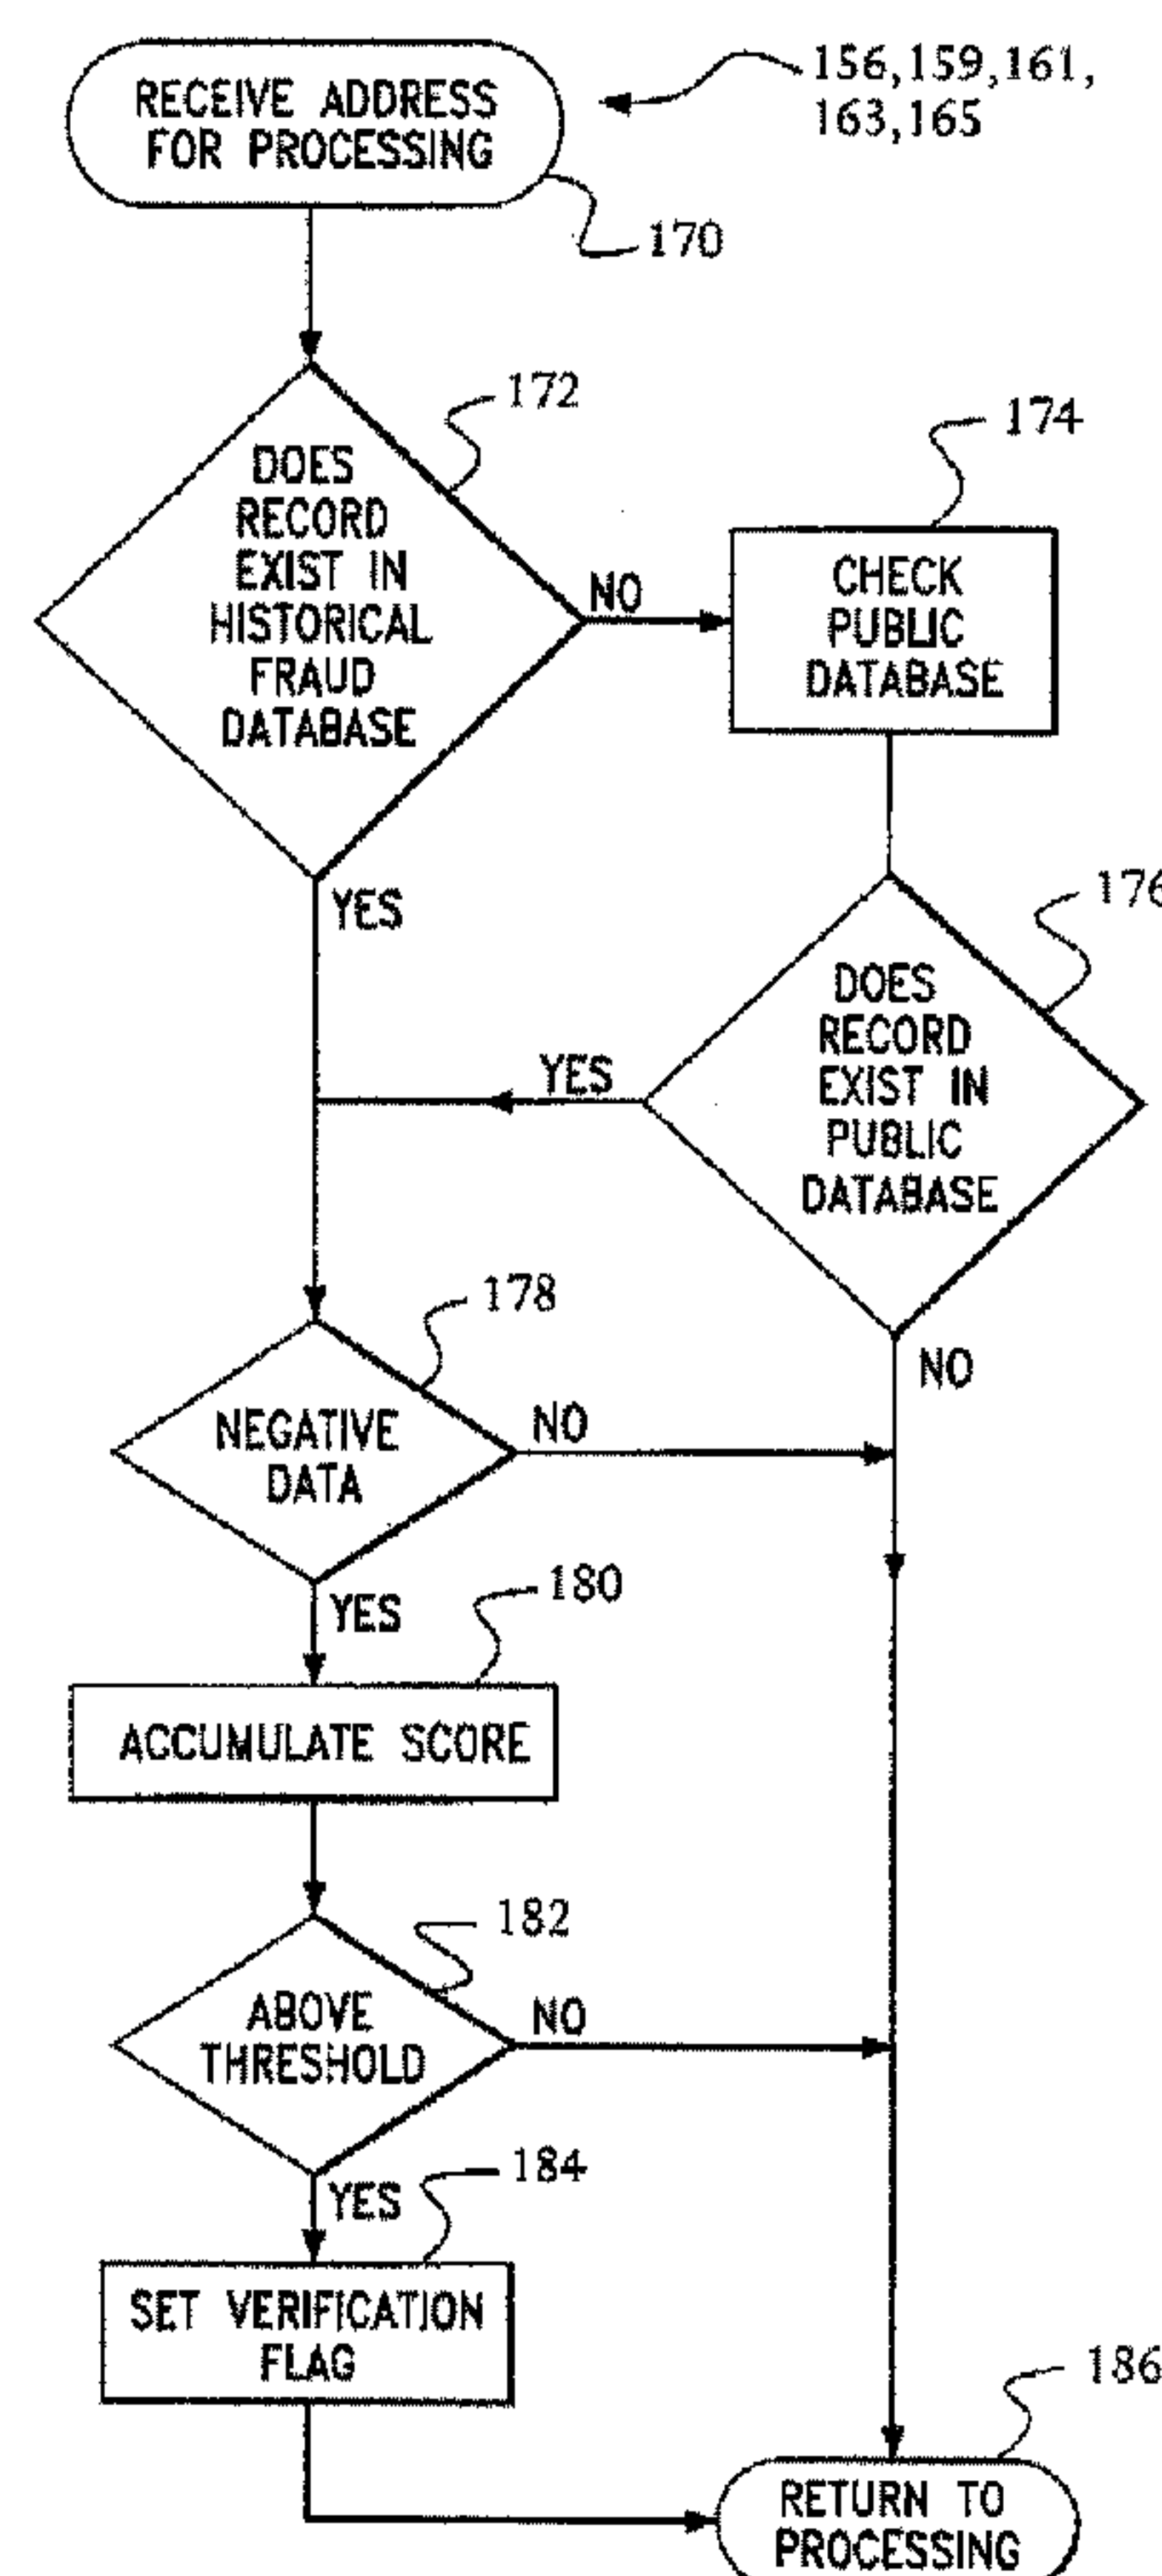 RECEIVE ADDRESS
FOR PROCESSING
156,159,161,
163,165
170
172
DOES
RECORD
EXIST IN
HISTORICAL
FRAUD
DATABASE
NO
174
CHECK
PUBLIC
DATABASE
YES
176
DOES
RECORD
EXIST IN
PUBLIC
DATABASE
YES
NO
178
NEGATIVE
DATA
NO
YES
180
ACCUMULATE SCORE
182
ABOVE
THRESHOLD
NO
YES
184
SET VERIFICATION
FLAG
186
RETURN TO
PROCESSING